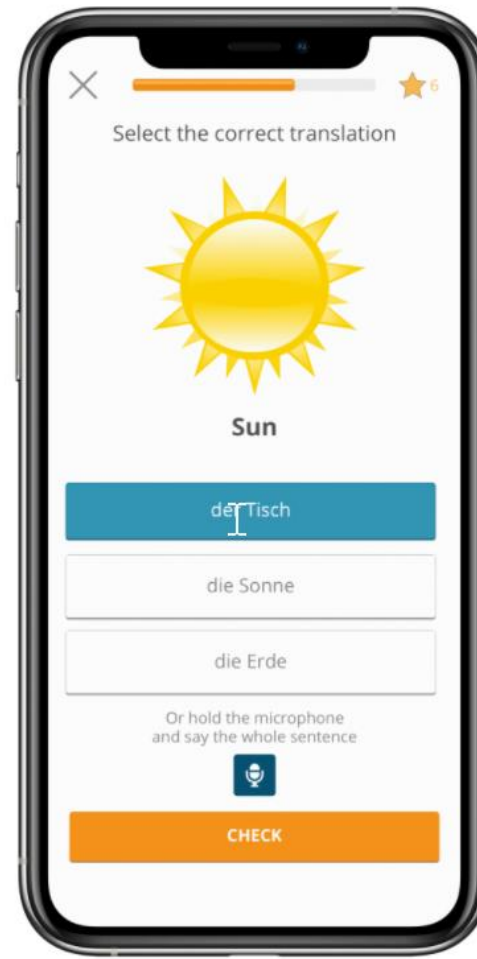 6
Select the correct translation
Sun
der Tisch
die Sonne
die Erde
Or hold the microphone
and say the whole sentence
CHECK